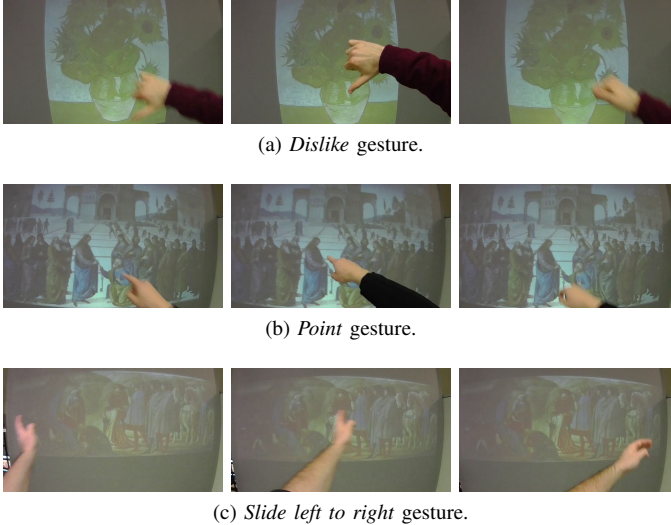 (a) Dislike gesture.
(b) Point gesture.
(c) Slide left to right gesture.